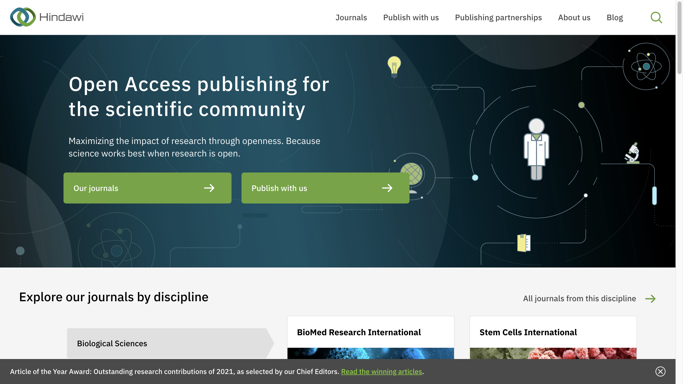 Hindawi
Journals
Publish with us
Publishing partnerships
About us
Blog
Open Access publishing for
the scientific community
Maximizing the impact of research through openness. Because
science works best when research is open.
Our journals
Publish with us
Explore our journals by discipline
All journals from this discipline
Biological Sciences
BioMed Research International
Stem Cells International
Article of the Year Award: Outstanding research contributions of 2021, as selected by our Chief Editors. Read the winning articles.